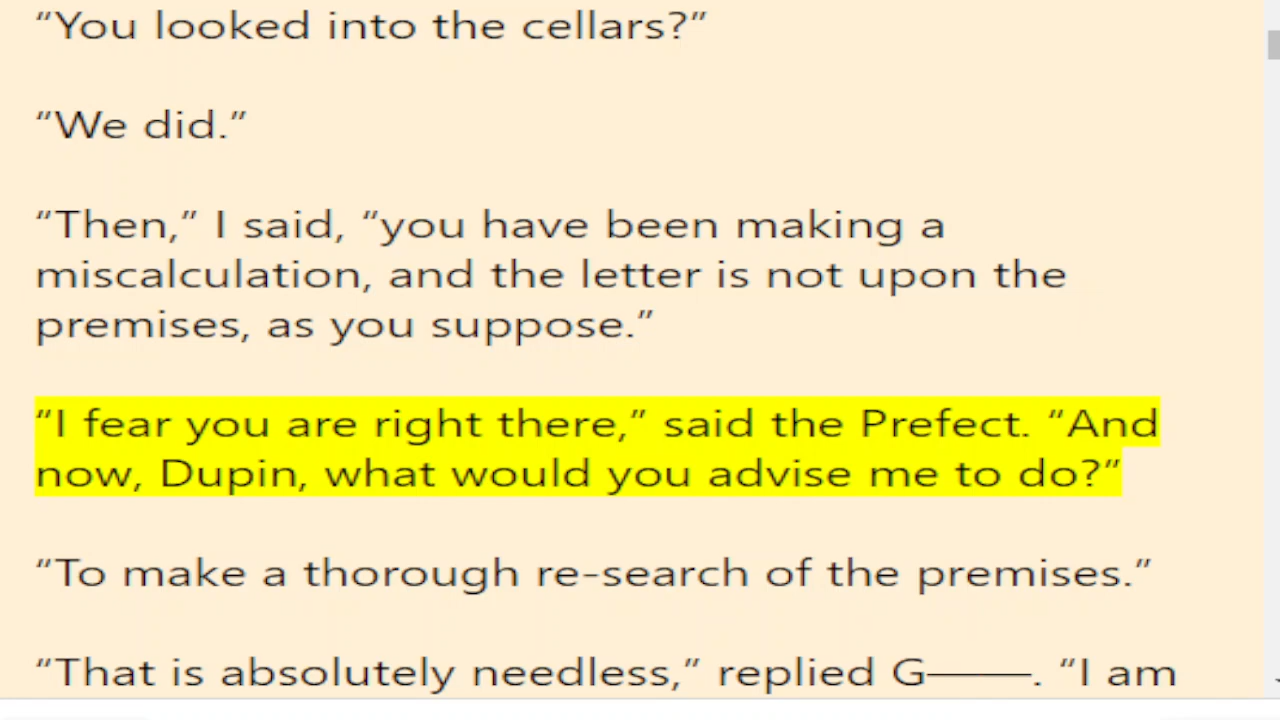 “You looked into the cellars?”
“We did.”
“Then,” I said, “you have been making a
miscalculation, and the letter is not upon the
premises, as you suppose.”
“I fear you are right there,” said the Prefect. “And
now, Dupin, what would you advise me to do?”
“To make a thorough re-search of the premises.”
“That is absolutely needless,” replied G——. “I am